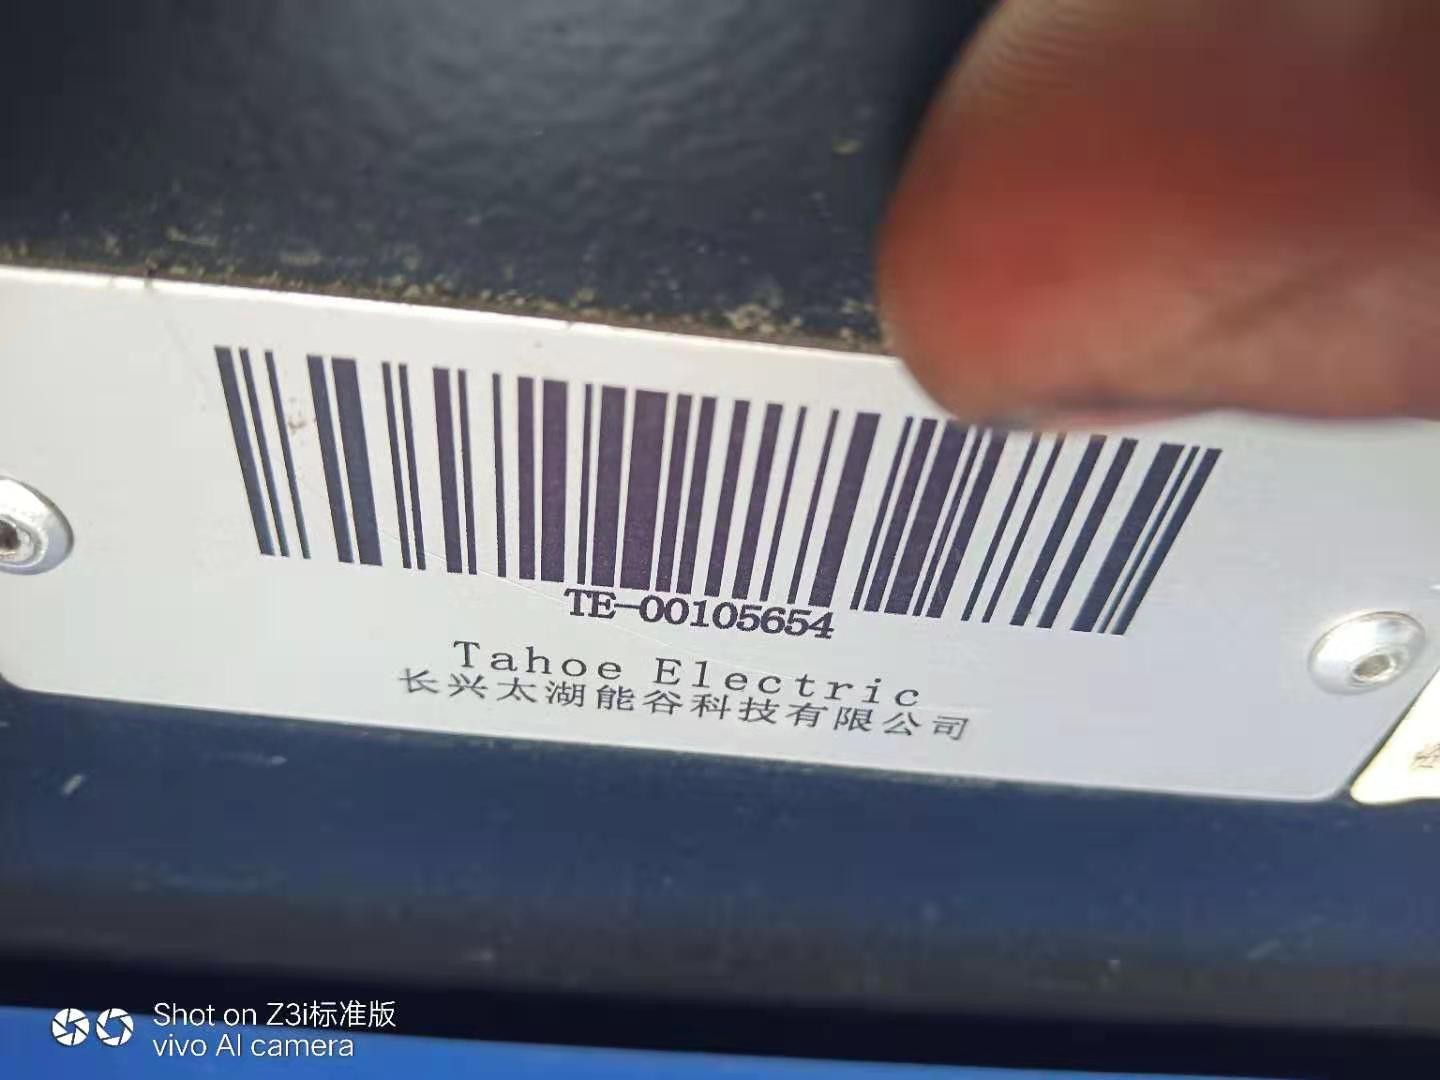 TE-00105654
Tahoe Electric
长兴太湖能谷科技有限公司
Shot on Z3i标准版
vivo AI camera